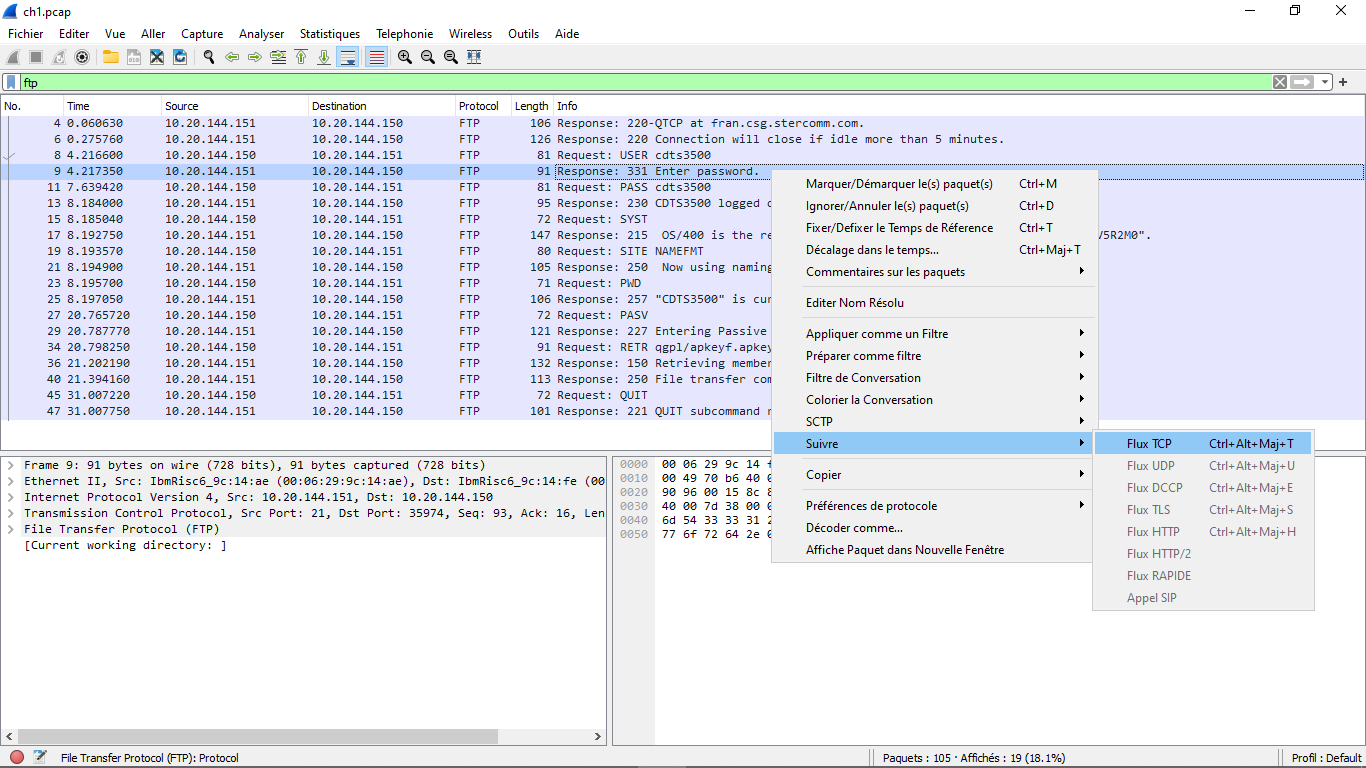 ch1.pcap
Fichier Editer Vue Aller Capture Analyser Statistiques Telephonie Wireless Outils Aide
ftp
No. Time Source Destination Protocol Length Info
4 0.060630 10.20.144.151 10.20.144.150 FTP 106 Response: 220-QTCP at fran.csg.stercomm.com.
6 0.275760 10.20.144.151 10.20.144.150 FTP 126 Response: 220 Connection will close if idle more than 5 minutes.
8 4.216600 10.20.144.150 10.20.144.151 FTP 81 Request: USER cdts3500
9 4.217350 10.20.144.151 10.20.144.150 FTP 91 Response: 331 Enter password.
11 7.639420 10.20.144.150 10.20.144.151 FTP 81 Request: PASS cdts3500
13 8.184000 10.20.144.151 10.20.144.150 FTP 95 Response: 230 CDTS3500 logged
15 8.185040 10.20.144.150 10.20.144.151 FTP 72 Request: SYST
17 8.192750 10.20.144.151 10.20.144.150 FTP 147 Response: 215 OS/400 is the re V5R2M0".
19 8.193570 10.20.144.150 10.20.144.151 FTP 80 Request: SITE NAMEFMT
21 8.194900 10.20.144.151 10.20.144.150 FTP 105 Response: 250 Now using naming
23 8.195700 10.20.144.150 10.20.144.151 FTP 71 Request: PWD
25 8.197050 10.20.144.151 10.20.144.150 FTP 106 Response: 257 "CDTS3500" is cur
27 20.765720 10.20.144.150 10.20.144.151 FTP 72 Request: PASV
29 20.787770 10.20.144.151 10.20.144.150 FTP 121 Response: 227 Entering Passive
34 20.798250 10.20.144.150 10.20.144.151 FTP 91 Request: RETR qgpl/apkeyf.apkey
36 21.202190 10.20.144.151 10.20.144.150 FTP 132 Response: 150 Retrieving member
40 21.394160 10.20.144.151 10.20.144.150 FTP 113 Response: 250 File transfer com
45 31.007220 10.20.144.150 10.20.144.151 FTP 72 Request: QUIT
47 31.007750 10.20.144.151 10.20.144.150 FTP 101 Response: 221 QUIT subcommand
Marquer/Démarquer le(s) paquet(s) Ctrl+M
Ignorer/Annuler le(s) paquet(s) Ctrl+D
Fixer/Defixer le Temps de Réference Ctrl+T
Décalage dans le temps... Ctrl+Maj+T
Commentaires sur les paquets
Editer Nom Résolu
Appliquer comme un Filtre
Préparer comme filtre
Filtre de Conversation
Colorier la Conversation
SCTP
Suivre
Copier
Préférences de protocole
Décoder comme...
Affiche Paquet dans Nouvelle Fenêtre
Flux TCP Ctrl+Alt+Maj+T
Flux UDP Ctrl+Alt+Maj+U
Flux DCCP Ctrl+Alt+Maj+E
Flux TLS Ctrl+Alt+Maj+S
Flux HTTP Ctrl+Alt+Maj+H
Flux HTTP/2
Flux RAPIDE
Appel SIP
Frame 9: 91 bytes on wire (728 bits), 91 bytes captured (728 bits)
Ethernet II, Src: IbmRisc6_9c:14:ae (00:06:29:9c:14:ae), Dst: IbmRisc6_9c:14:fe (00
Internet Protocol Version 4, Src: 10.20.144.151, Dst: 10.20.144.150
Transmission Control Protocol, Src Port: 21, Dst Port: 35974, Seq: 93, Ack: 16, Len
File Transfer Protocol (FTP)
[Current working directory: ]
0000 00 06 29 9c 14 f
0010 00 49 70 b6 40 0
0020 90 96 00 15 8c 8
0030 40 00 7d 38 00 0
0040 6d 54 33 33 31 2
0050 77 6f 72 64 2e 0
File Transfer Protocol (FTP): Protocol
Paquets : 105 · Affichés : 19 (18.1%)
Profil : Default